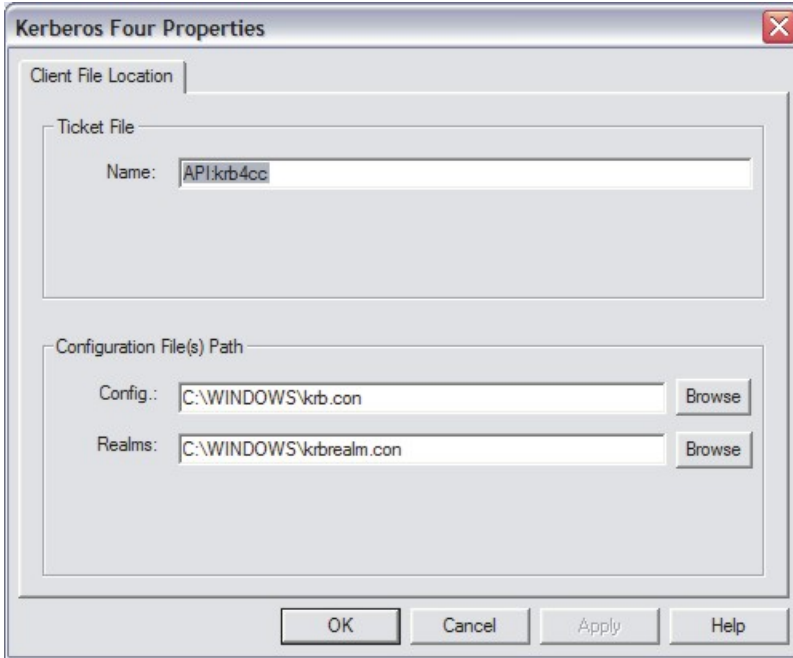 Kerberos Four Properties
Client File Location
Ticket File
Name: API:krb4cc
Configuration File(s) Path
Config.: C:\WINDOWS\krb.con Browse
Realms: C:\WINDOWS\krbrealm.con Browse
OK Cancel Apply Help